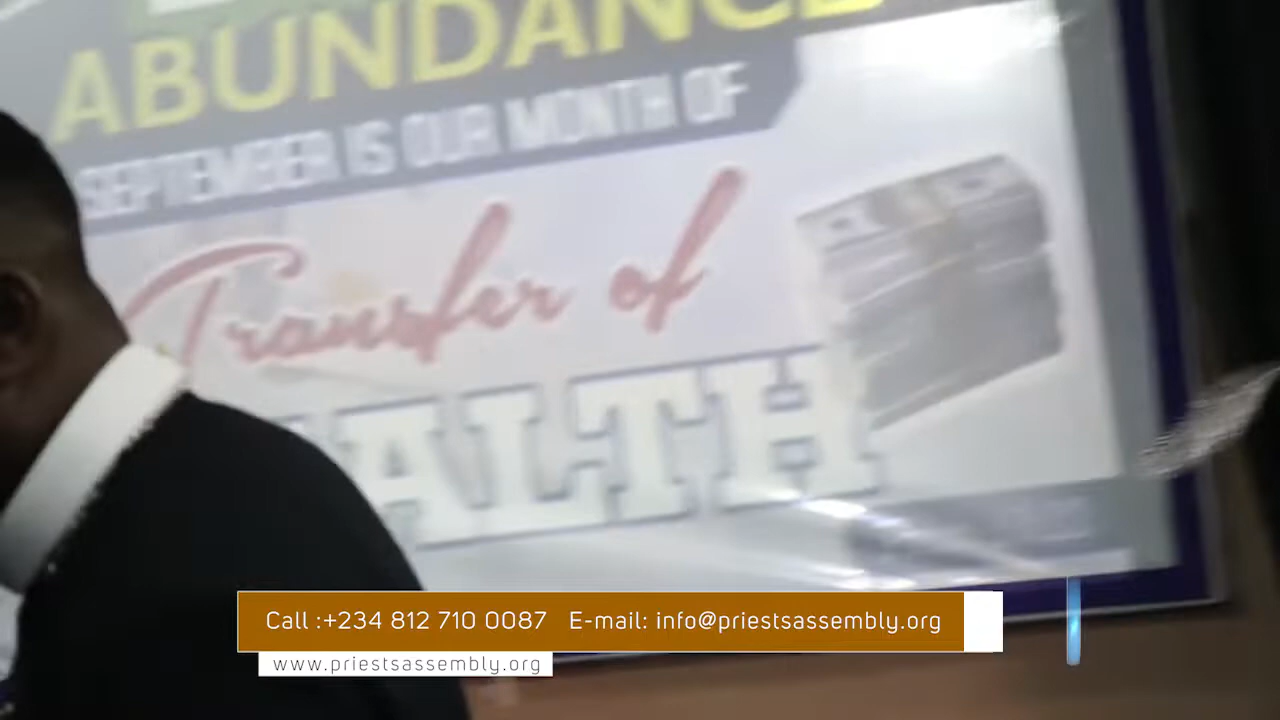 ABUNDANCE
SEPTEMBER IS OUR MONTH OF
Transfer of
ALTH
Call :+234 812 710 0087 E-mail: info@priestsassembly.org
www.priestsassembly.org